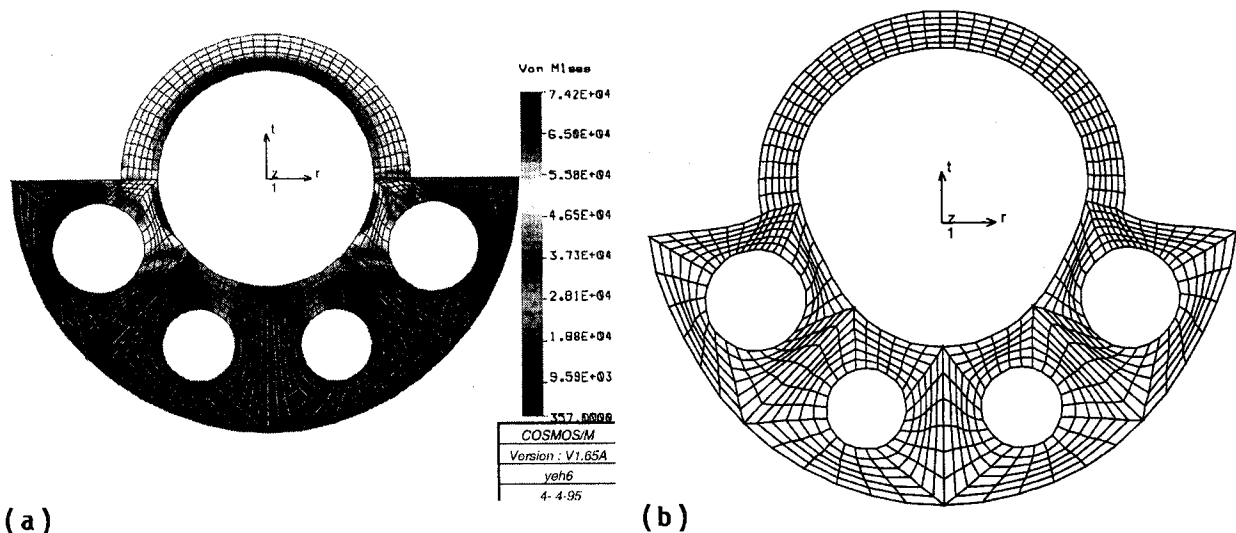 Von Mises
7.42E+04
6.50E+04
5.58E+04
4.65E+04
3.73E+04
2.81E+04
1.88E+04
9.59E+03
357.0000
COSMOS/M
Version : V1.65A
yeh6
4- 4-95
t
z
r
1
(a)
t
z
r
1
(b)